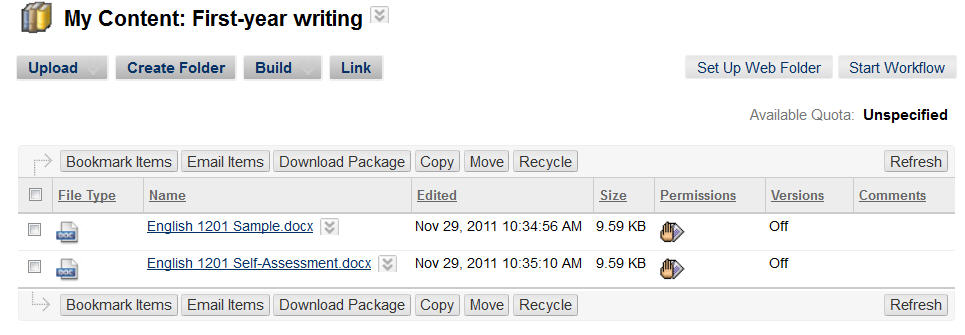 My Content: First-year writing
Upload Create Folder Build Link Set Up Web Folder Start Workflow
Available Quota: Unspecified
Bookmark Items Email Items Download Package Copy Move Recycle Refresh
File Type Name Edited Size Permissions Versions Comments
DOC English 1201 Sample.docx Nov 29, 2011 10:34:56 AM 9.59 KB Off
DOC English 1201 Self-Assessment.docx Nov 29, 2011 10:35:10 AM 9.59 KB Off
Bookmark Items Email Items Download Package Copy Move Recycle Refresh